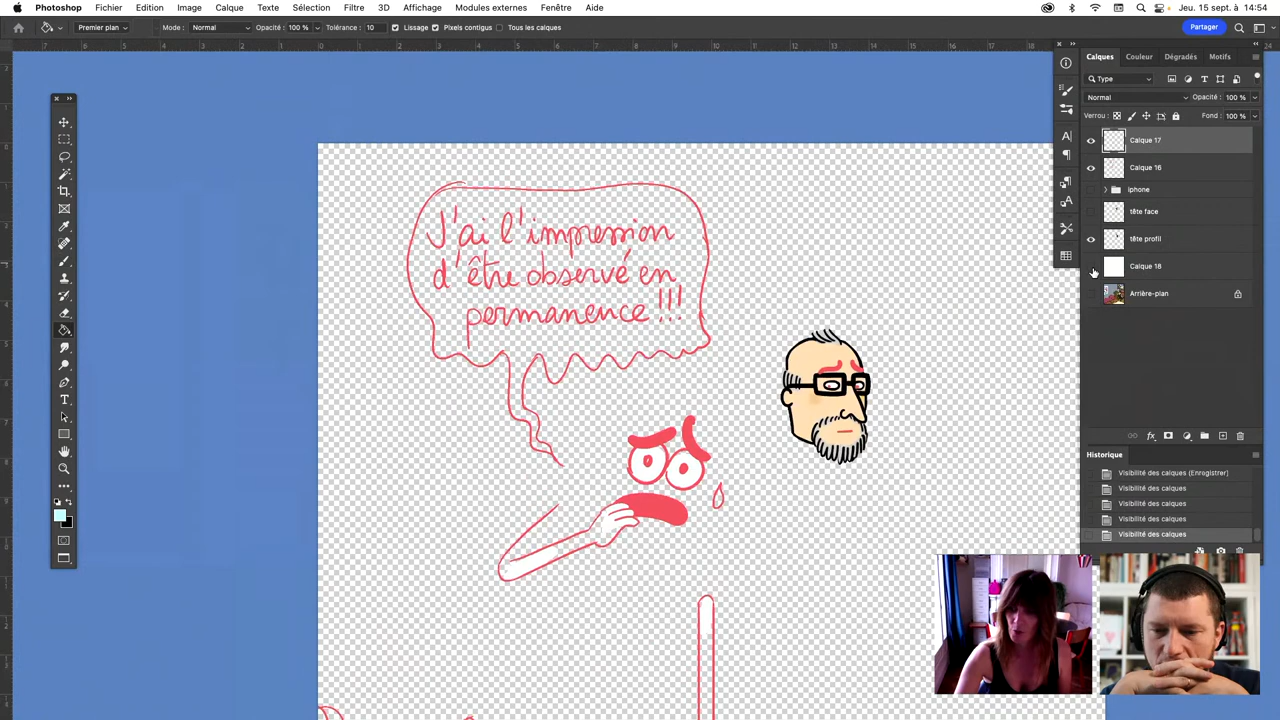 Photoshop Fichier Edition Image Calque Texte Sélection Filtre 3D Affichage Modules externes Fenêtre Aide Jeu. 15 sept. à 14:54
Premier plan Mode : Normal Opacité : 100 % Tolérance : 10 Lissage Pixels contigus Tous les calques Partager
Calques Couleur Dégradés Motifs
Type
Normal Opacité : 100 %
Verrou : Fond : 100 %
Calque 17
Calque 16
iphone
tête face
tête profil
Calque 18
Arrière-plan
J'ai l'impression
d'être observé en
permanence !!!
Historique
Visibilité des calques (Enregistrer)
Visibilité des calques
Visibilité des calques
Visibilité des calques
Visibilité des calques